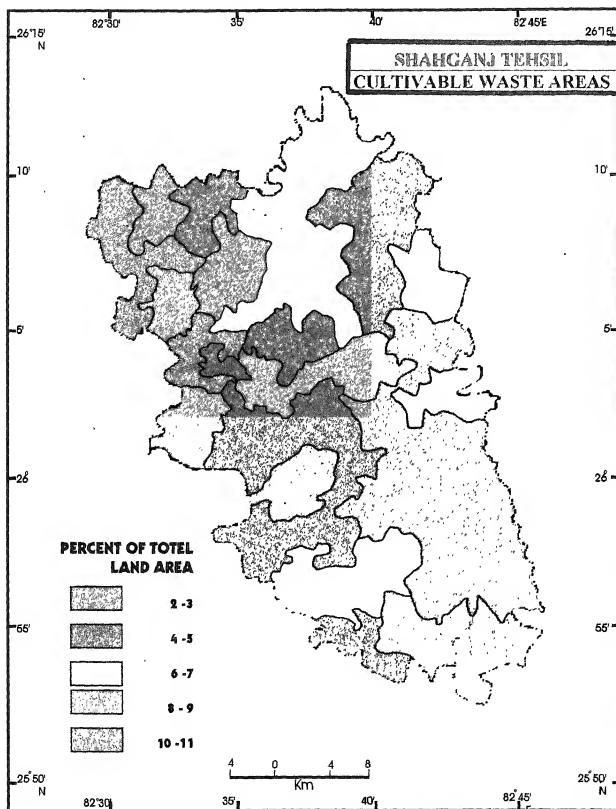 82°30' 35' 40' 82°45'E
26°15' N
26°15' N
SHAHGANJ TEHSIL
CULTIVABLE WASTE AREAS
10' 10'
5' 5'
26° 26°
PERCENT OF TOTEL
LAND AREA
2 - 3
4 - 5
6 - 7
8 - 9
10 - 11
55' 55'
4 0 4 8
Km
25°50' N
25°50' N
82°30' 35' 40' 82°45' E